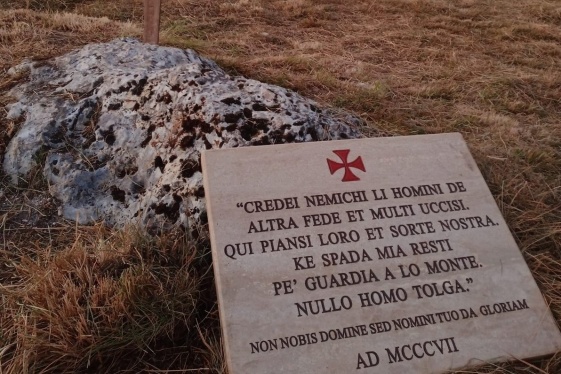 “CREDEI NEMICHI LI HOMINI DE
ALTRA FEDE ET MULTI UCCISI.
QUI PIANSI LORO ET SORTE NOSTRA.
KE SPADA MIA RESTI
PE’ GUARDIA A LO MONTE.
NULLO HOMO TOLGA.”
NON NOBIS DOMINE SED NOMINI TUO DA GLORIAM
AD MCCCVII